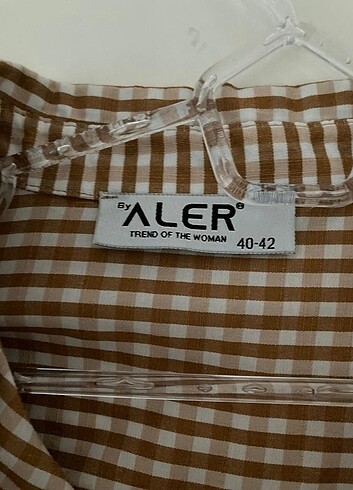 By ALER®
TREND OF THE WOMAN
40-42